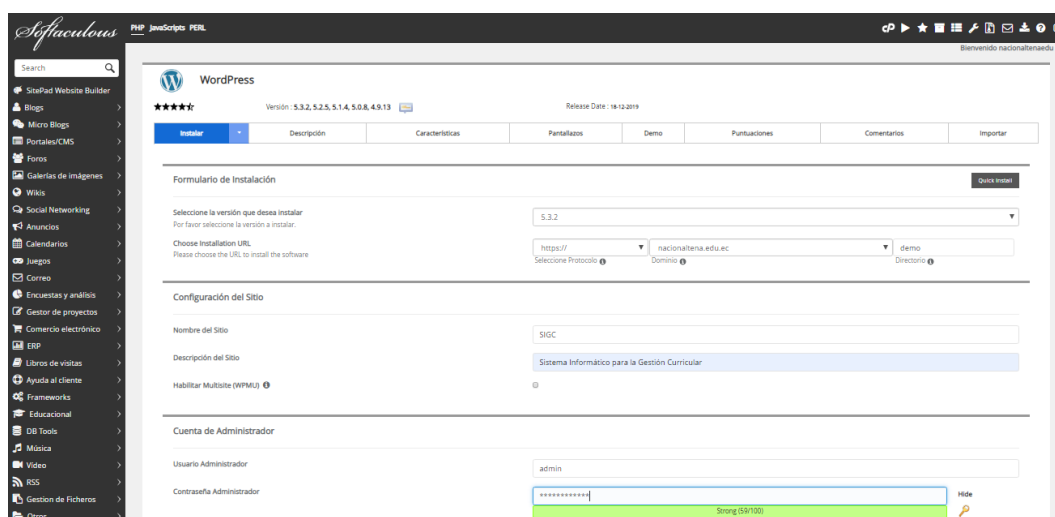 Softaculous PHP JavaScripts PERL
Bienvenido nacionaltenaedu
Search
SitePad Website Builder
Blogs
Micro Blogs
Portales/CMS
Foros
Galerías de imágenes
Wikis
Social Networking
Anuncios
Calendarios
Juegos
Correo
Encuestas y análisis
Gestor de proyectos
Comercio electrónico
ERP
Libros de visitas
Ayuda al cliente
Frameworks
Educacional
DB Tools
Música
Vídeo
RSS
Gestion de Ficheros
Otros
WordPress
Versión : 5.3.2, 5.2.5, 5.1.4, 5.0.8, 4.9.13 Release Date : 18-12-2019
Instalar Descripción Características Pantallazos Demo Puntuaciones Comentarios Importar
Formulario de Instalación Quick Install
Seleccione la versión que desea instalar
Por favor seleccione la versión a instalar.
5.3.2
Choose Installation URL
Please choose the URL to install the software
https:// nacionaltena.edu.ec demo
Seleccione Protocolo Dominio Directorio
Configuración del Sitio
Nombre del Sitio SIGC
Descripción del Sitio Sistema Informático para la Gestión Curricular
Habilitar Multisite (WPMU)
Cuenta de Administrador
Usuario Administrador admin
Contraseña Administrador ************ Hide
Strong (59/100)